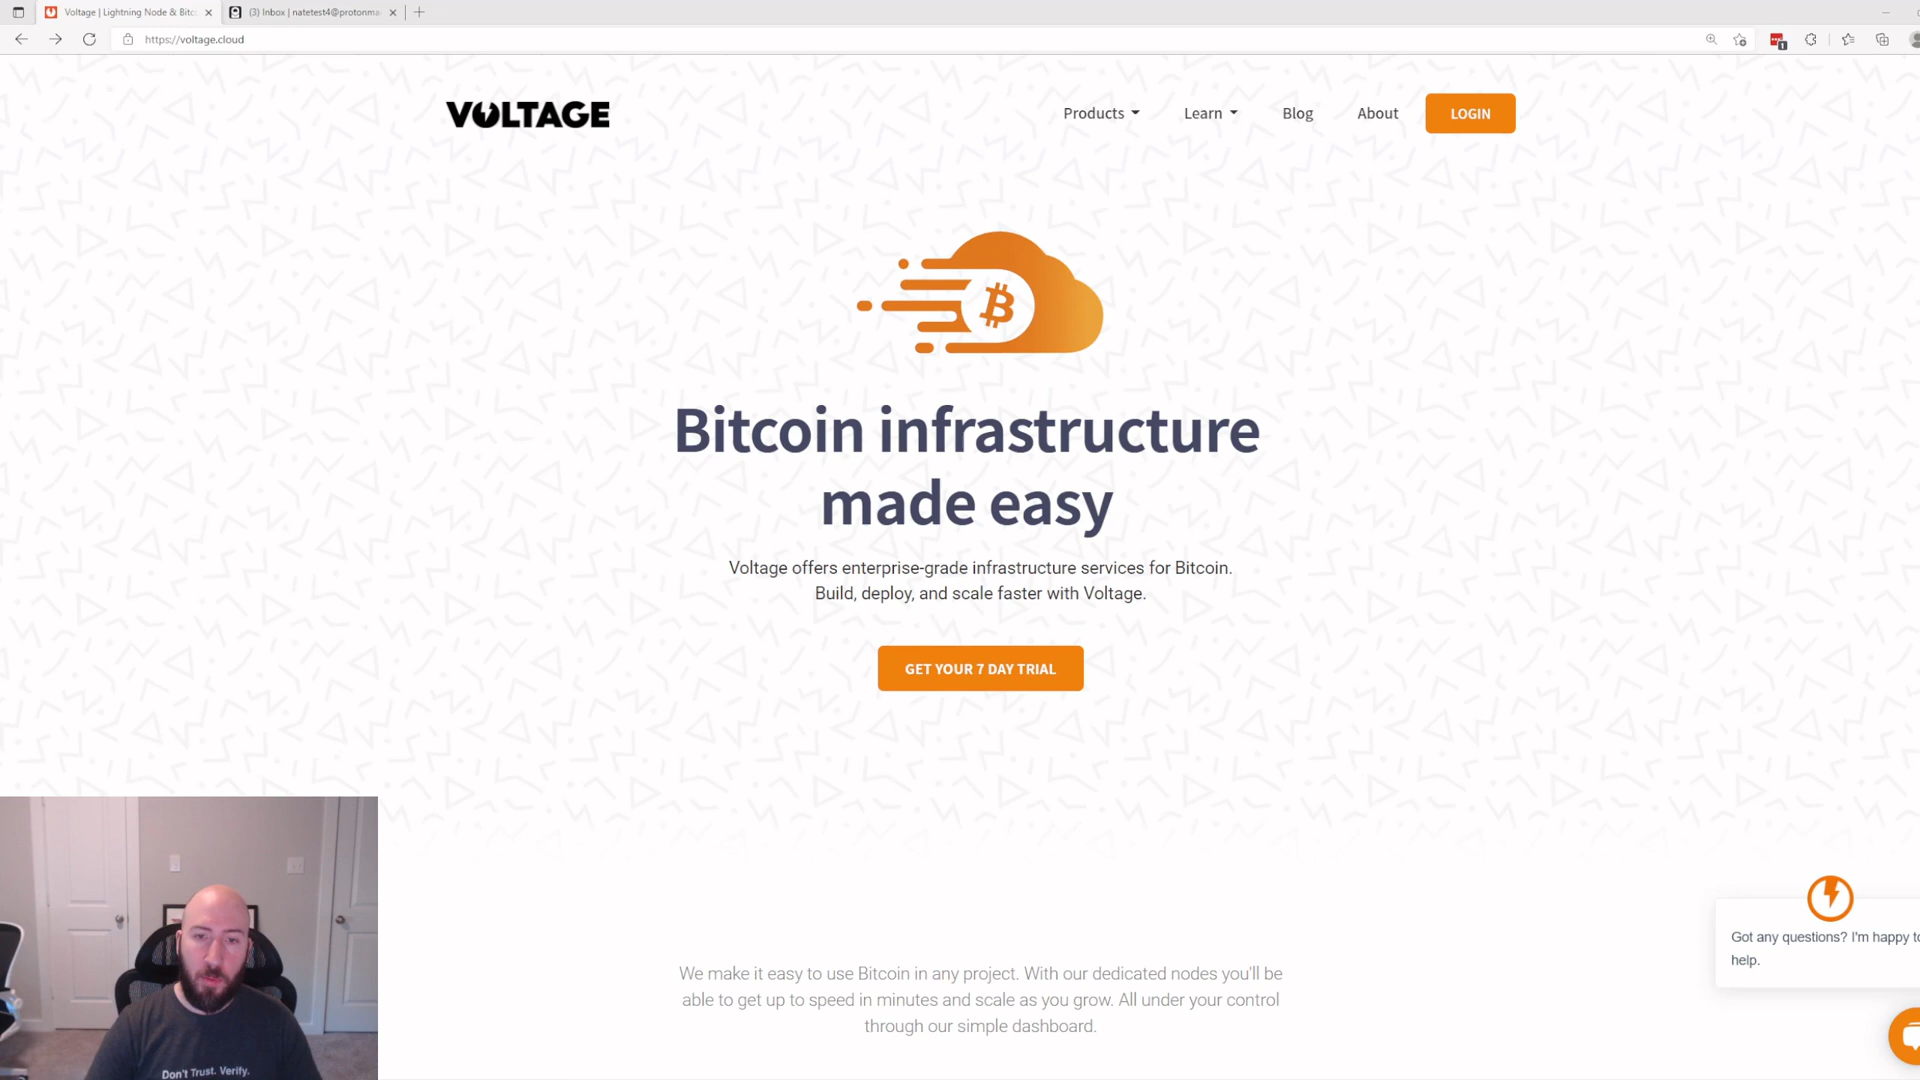 Voltage | Lightning Node & Bitc
(3) Inbox | natetest4@protonma
https://voltage.cloud
1
VOLTAGE
Products
Learn
Blog
About
LOGIN
Bitcoin infrastructure
made easy
Voltage offers enterprise-grade infrastructure services for Bitcoin.
Build, deploy, and scale faster with Voltage.
GET YOUR 7 DAY TRIAL
Got any questions? I'm happy to
help.
We make it easy to use Bitcoin in any project. With our dedicated nodes you'll be
able to get up to speed in minutes and scale as you grow. All under your control
through our simple dashboard.
Don't Trust. Verify.